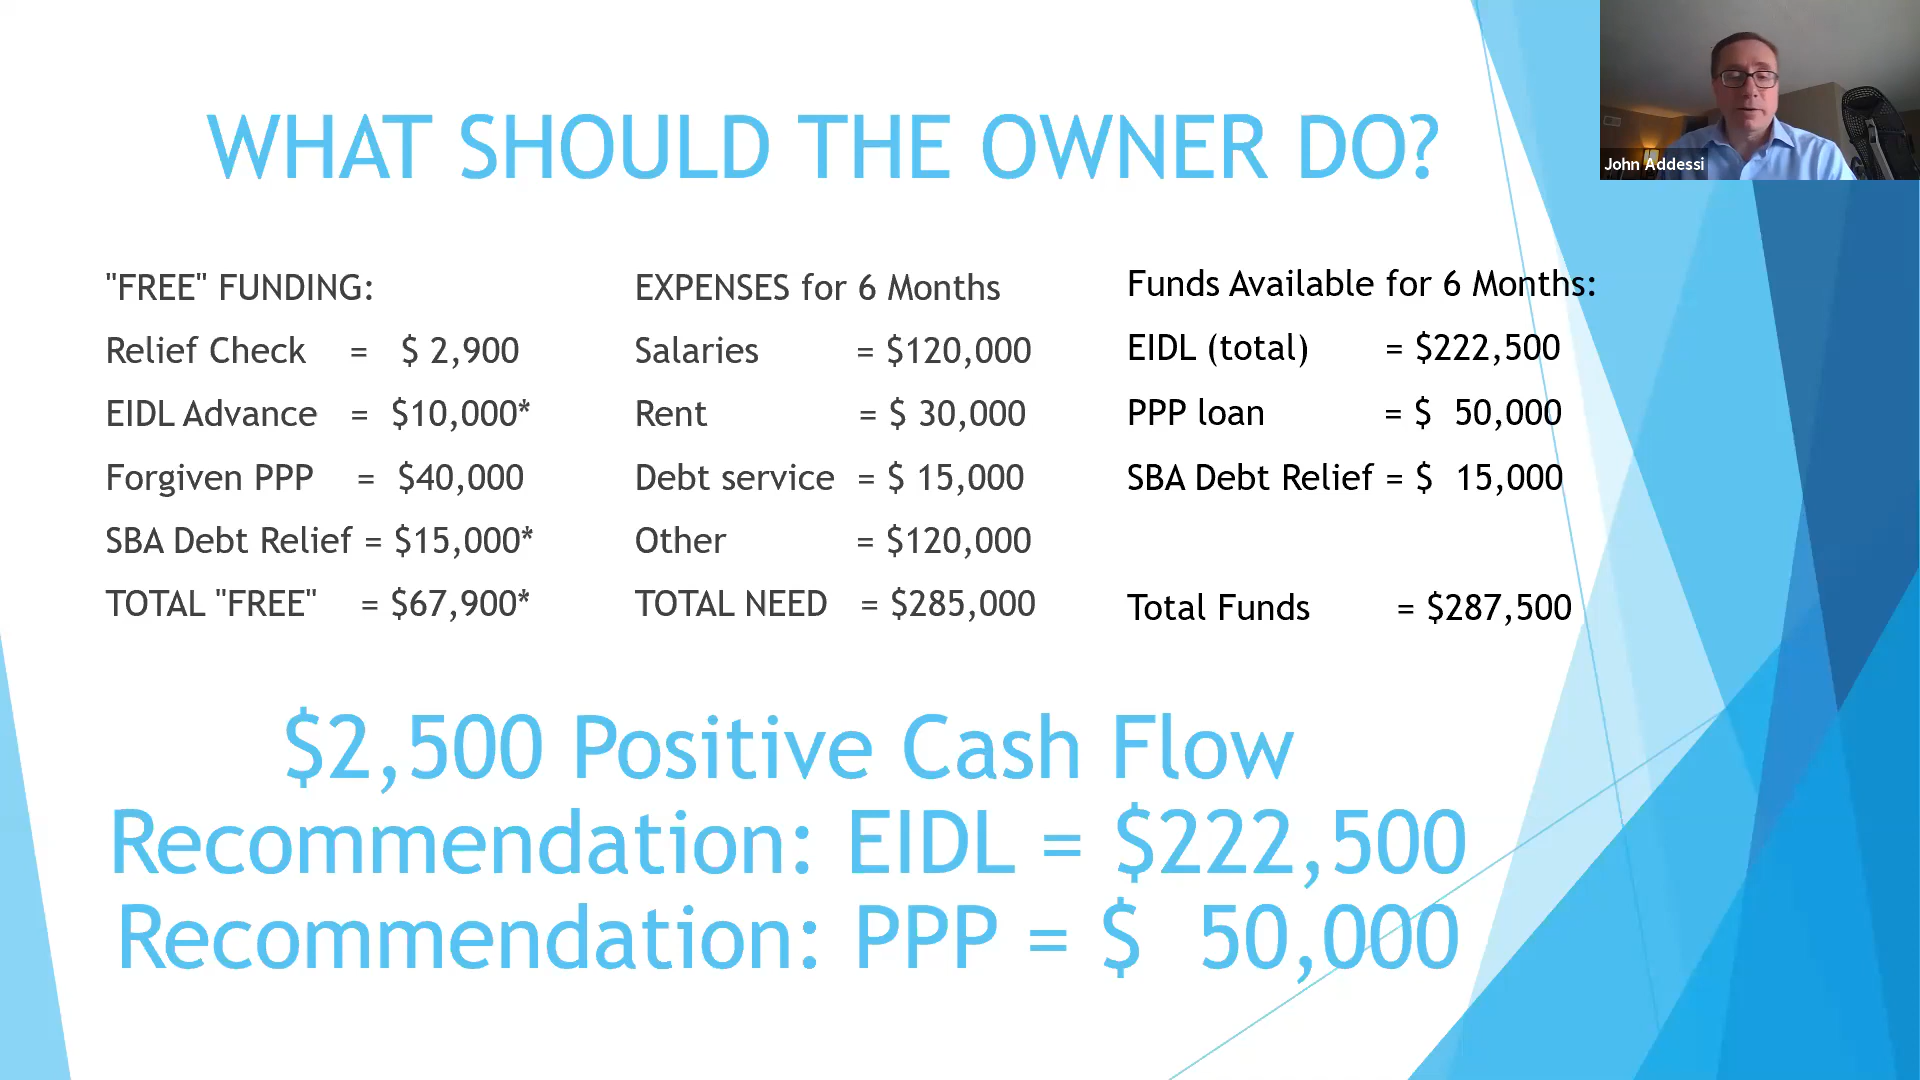 WHAT SHOULD THE OWNER DO?
John Addessi
"FREE" FUNDING:
Relief Check = $ 2,900
EIDL Advance = $10,000*
Forgiven PPP = $40,000
SBA Debt Relief = $15,000*
TOTAL "FREE" = $67,900*
EXPENSES for 6 Months
Salaries = $120,000
Rent = $ 30,000
Debt service = $ 15,000
Other = $120,000
TOTAL NEED = $285,000
Funds Available for 6 Months:
EIDL (total) = $222,500
PPP loan = $ 50,000
SBA Debt Relief = $ 15,000
Total Funds = $287,500
$2,500 Positive Cash Flow
Recommendation: EIDL = $222,500
Recommendation: PPP = $ 50,000